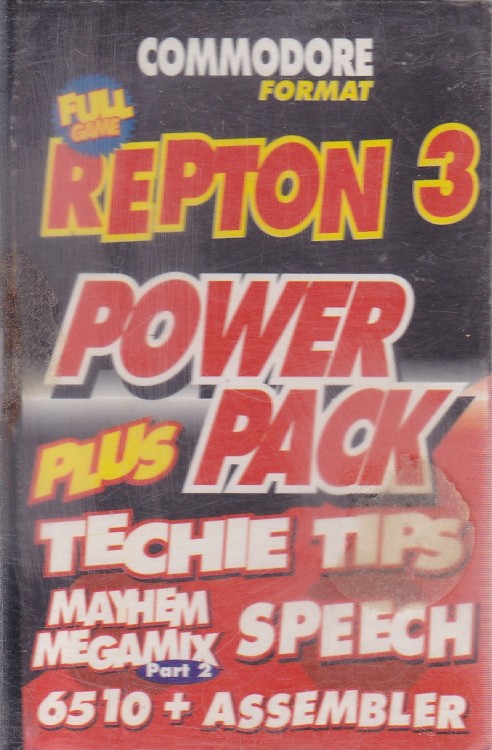 COMMODORE
FORMAT
FULL
GAME
REPTON 3
POWER
PACK
PLUS
TECHIE TIPS
MAYHEM
MEGAMIX
Part 2
SPEECH
6510 + ASSEMBLER